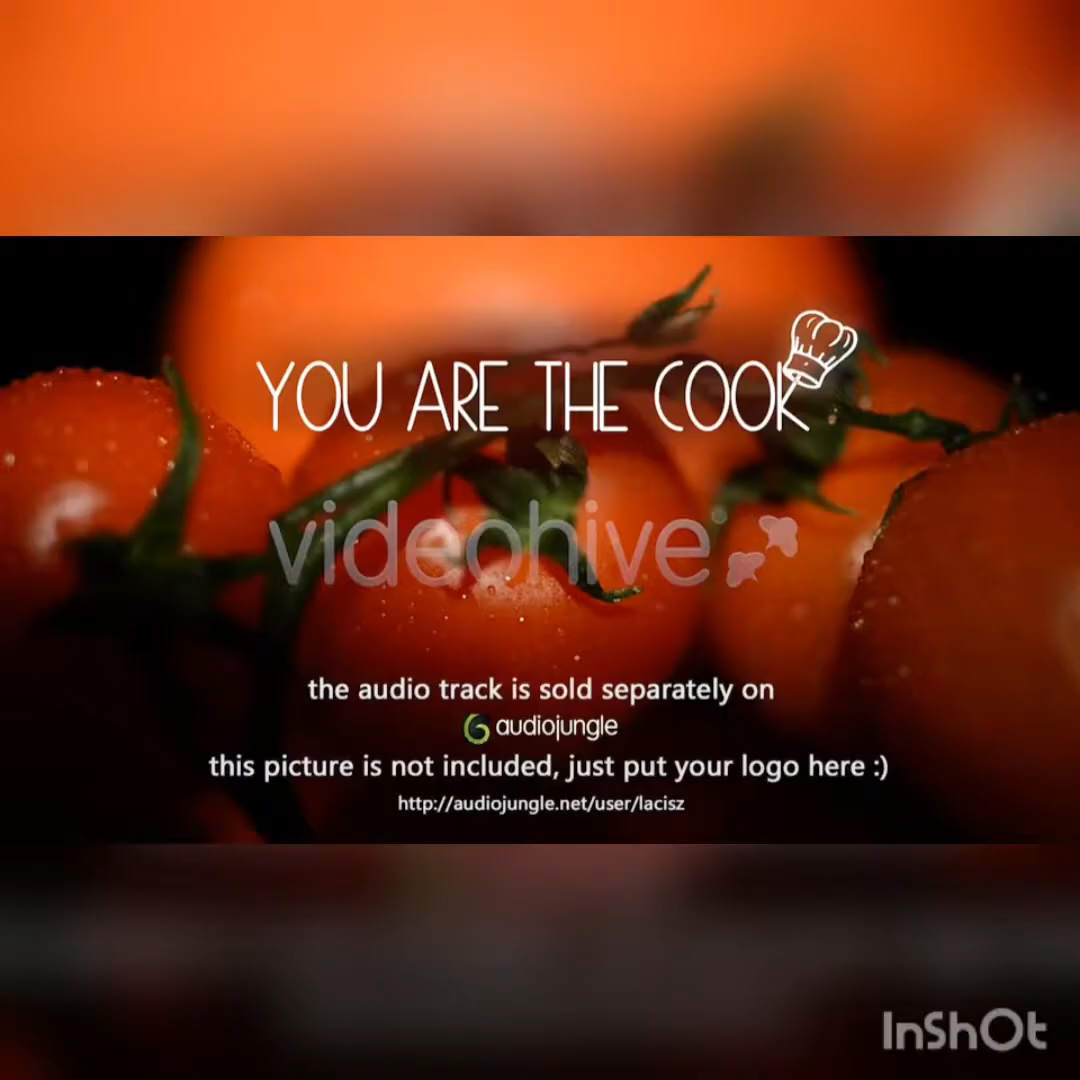 YOU ARE THE COOK
videohive
the audio track is sold separately on
audiojungle
this picture is not included, just put your logo here :)
http://audiojungle.net/user/lacisz
InShOt